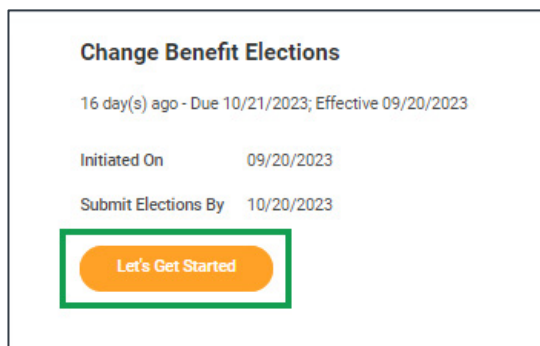 Change Benefit Elections
16 day(s) ago - Due 10/21/2023; Effective 09/20/2023
Initiated On 09/20/2023
Submit Elections By 10/20/2023
Let's Get Started